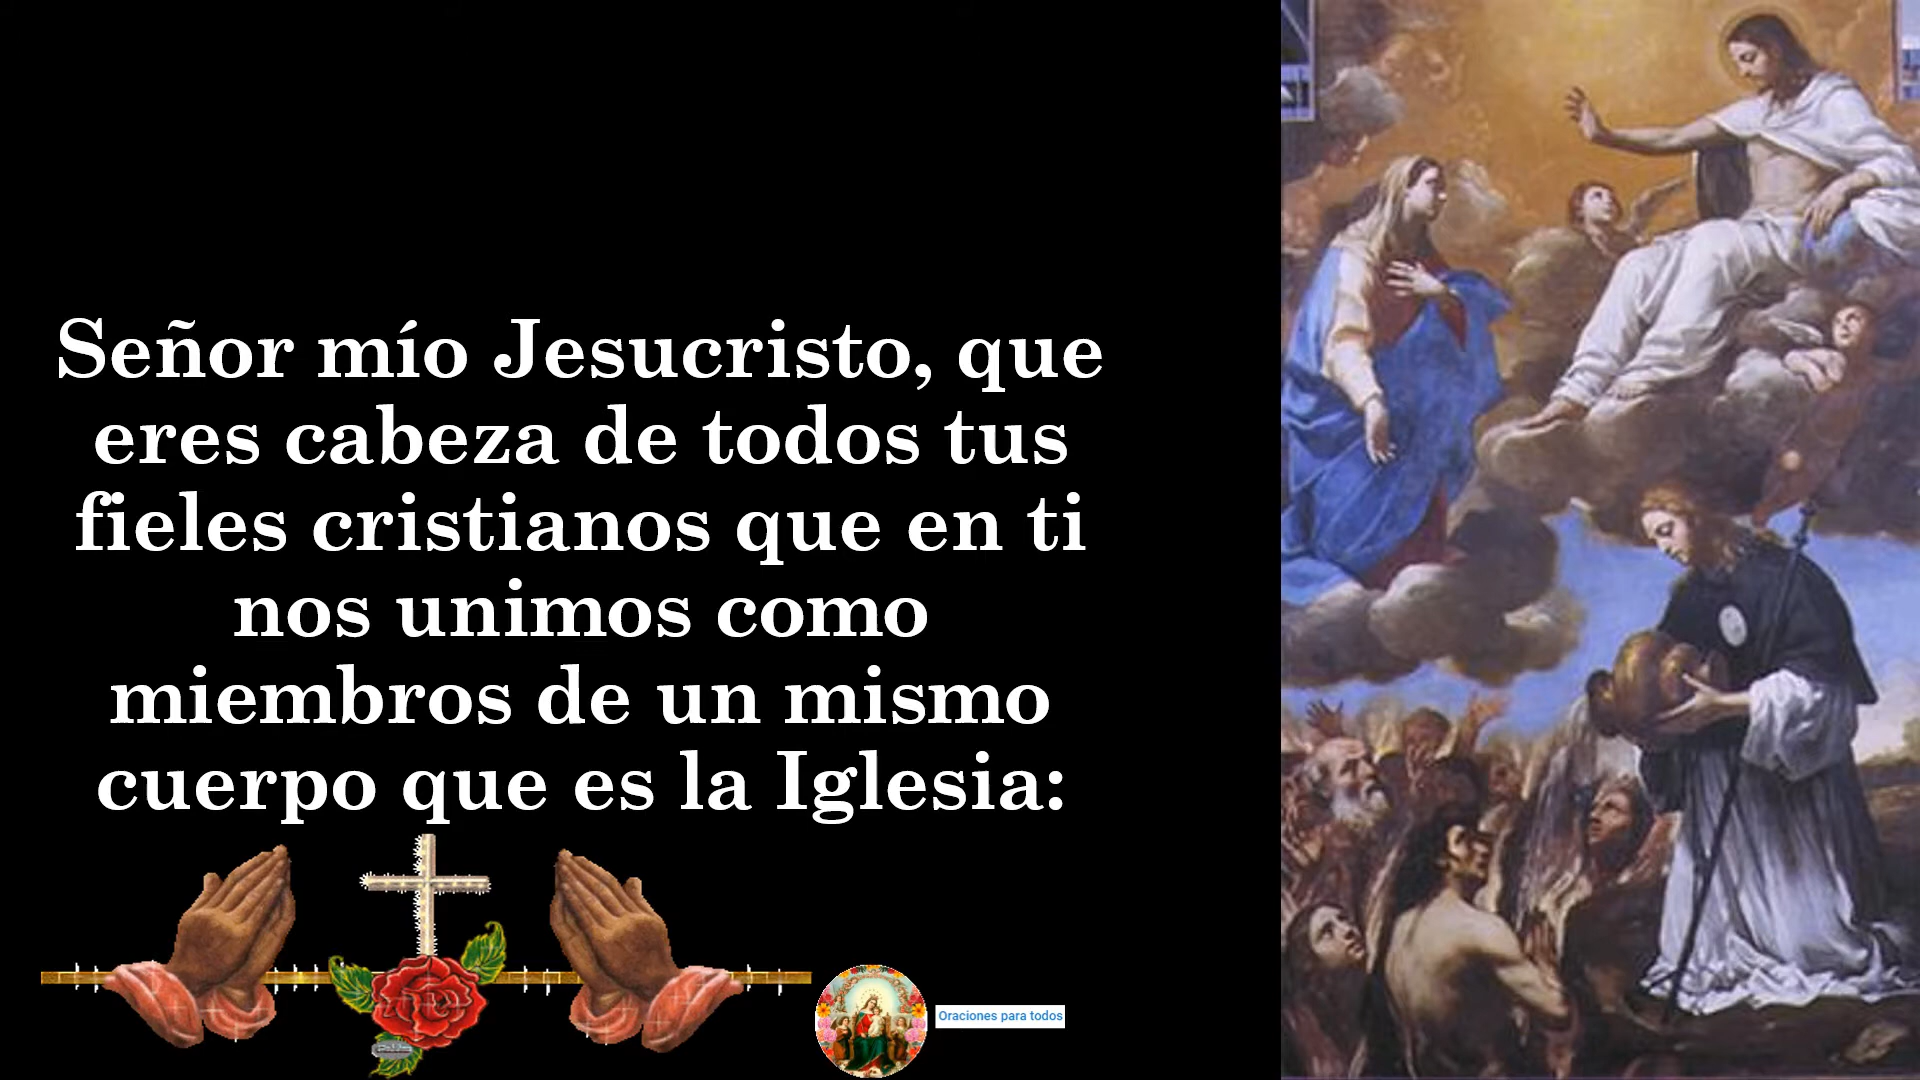 Señor mío Jesucristo, que
eres cabeza de todos tus
fieles cristianos que en ti
nos unimos como
miembros de un mismo
cuerpo que es la Iglesia:
Oraciones para todos